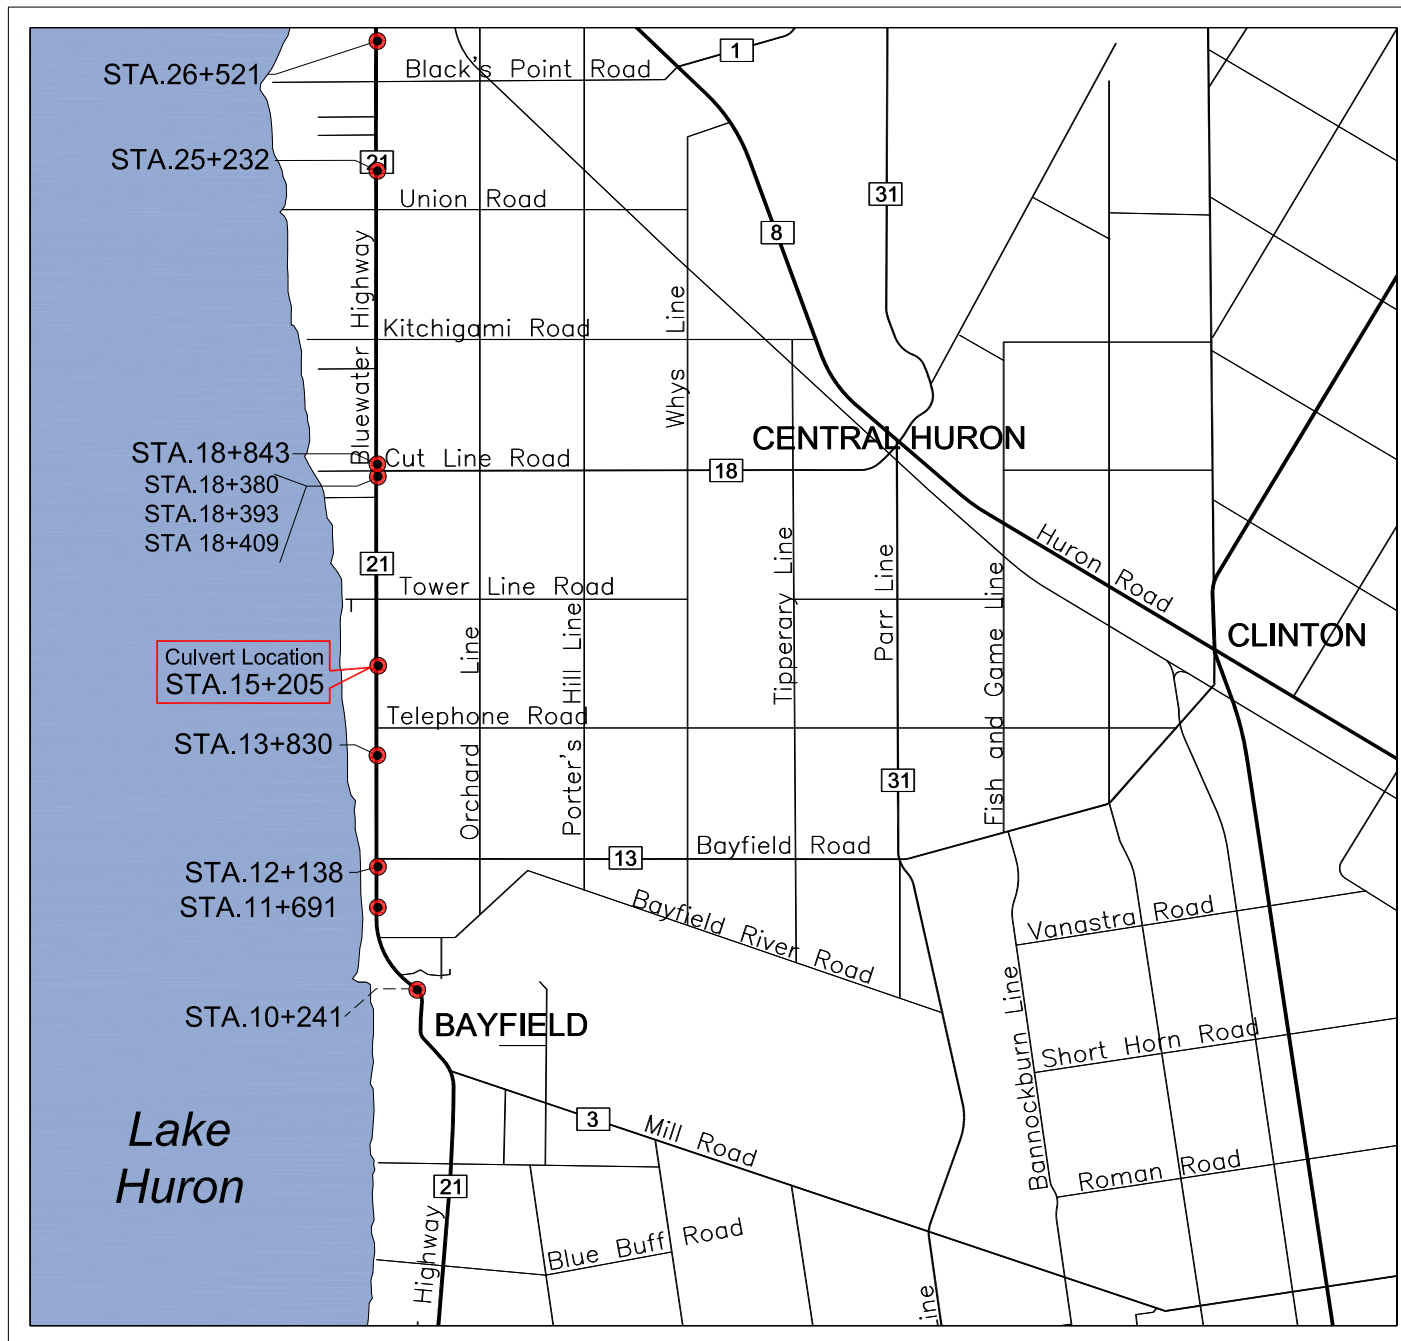 STA.26+521
Black's Point Road
1
STA.25+232
21
Union Road
31
8
Bluewater Highway
Kitchigami Road
Whys Line
CENTRAL HURON
STA.18+843
Cut Line Road
18
STA.18+380
STA.18+393
STA 18+409
21
Huron Road
Tower Line Road
Tipperary Line
Parr Line
Fish and Game Line
CLINTON
Culvert Location
STA.15+205
Orchard Line
Porter's Hill Line
Telephone Road
STA.13+830
31
Bayfield Road
13
STA.12+138
STA.11+691
Bayfield River Road
Vanastra Road
STA.10+241
BAYFIELD
Bannockburn Line
Short Horn Road
Lake
Huron
3
Mill Road
Roman Road
21
Highway
Blue Buff Road
ine